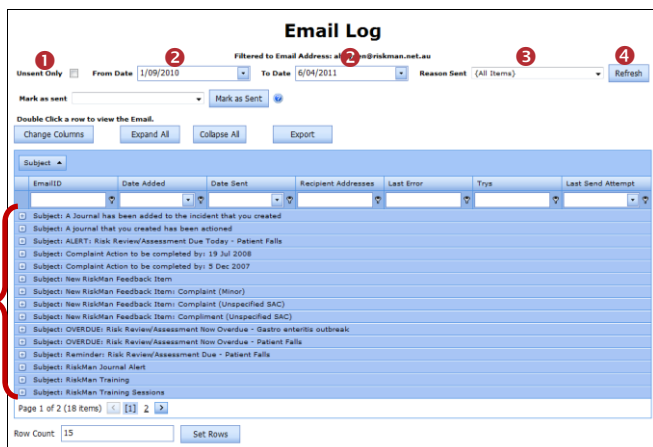 Email Log
Filtered to Email Address: @riskman.net.au
1 2 2 3 4
Unsent Only From Date 1/09/2010 To Date 6/04/2011 Reason Sent {All Items} Refresh
Mark as sent Mark as Sent
Double Click a row to view the Email.
Change Columns Expand All Collapse All Export
Subject
EmailID Date Added Date Sent Recipient Addresses Last Error Trys Last Send Attempt
Subject: A Journal has been added to the incident that you created
Subject: A journal that you created has been actioned
Subject: ALERT: Risk Review/Assessment Due Today - Patient Falls
Subject: Complaint Action to be completed by: 19 Jul 2008
Subject: Complaint Action to be completed by: 5 Dec 2007
Subject: New RiskMan Feedback Item
Subject: New RiskMan Feedback Item: Complaint (Minor)
Subject: New RiskMan Feedback Item: Complaint (Unspecified SAC)
Subject: New RiskMan Feedback Item: Compliment (Unspecified SAC)
Subject: OVERDUE: Risk Review/Assessment Now Overdue - Gastro enteritis outbreak
Subject: OVERDUE: Risk Review/Assessment Now Overdue - Patient Falls
Subject: Reminder: Risk Review/Assessment Due - Patient Falls
Subject: RiskMan Journal Alert
Subject: RiskMan Training
Subject: RiskMan Training Sessions
Page 1 of 2 (18 items) [1] 2
Row Count 15 Set Rows